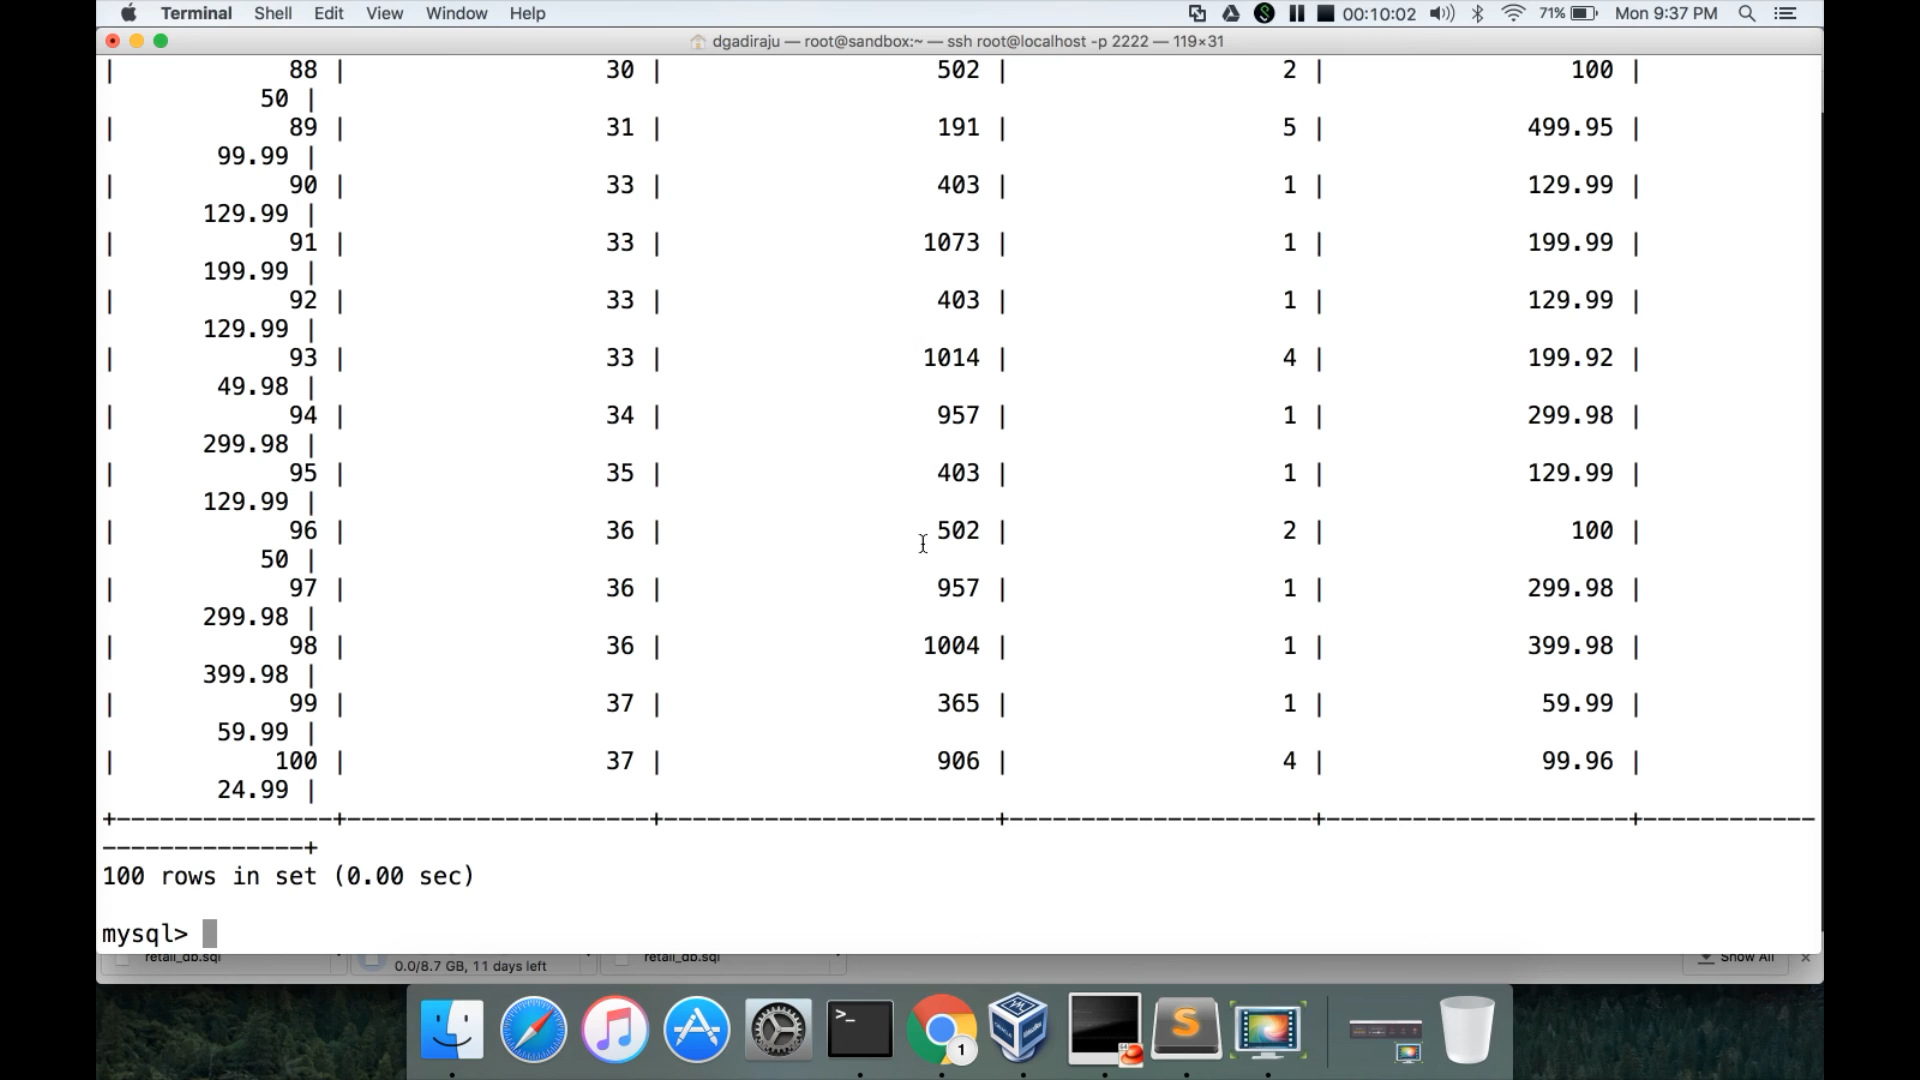 Terminal Shell Edit View Window Help 00:10:02 71% Mon 9:37 PM
dgadiraju — root@sandbox:~ — ssh root@localhost -p 2222 — 119×31
| 88 | 30 | 502 | 2 | 100 |
50 |
| 89 | 31 | 191 | 5 | 499.95 |
99.99 |
| 90 | 33 | 403 | 1 | 129.99 |
129.99 |
| 91 | 33 | 1073 | 1 | 199.99 |
199.99 |
| 92 | 33 | 403 | 1 | 129.99 |
129.99 |
| 93 | 33 | 1014 | 4 | 199.92 |
49.98 |
| 94 | 34 | 957 | 1 | 299.98 |
299.98 |
| 95 | 35 | 403 | 1 | 129.99 |
129.99 |
| 96 | 36 | 502 | 2 | 100 |
50 |
| 97 | 36 | 957 | 1 | 299.98 |
299.98 |
| 98 | 36 | 1004 | 1 | 399.98 |
399.98 |
| 99 | 37 | 365 | 1 | 59.99 |
59.99 |
| 100 | 37 | 906 | 4 | 99.96 |
24.99 |
+---------------+---------------------+-----------------------+---------------------+---------------------+------------
--------------+
100 rows in set (0.00 sec)
mysql>
retail_db.sql 0.0/8.7 GB, 11 days left retail_db.sql Show All
>_ S 1